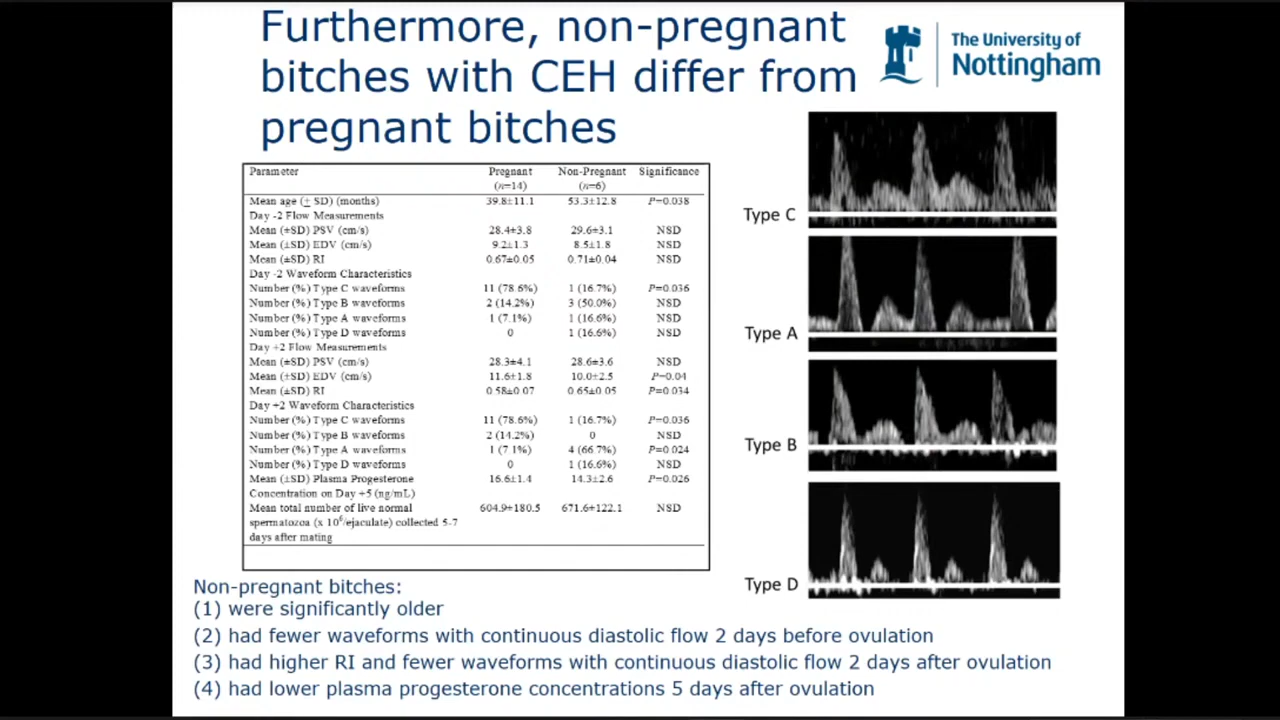 Furthermore, non-pregnant
bitches with CEH differ from
pregnant bitches
The University of
Nottingham
Parameter Pregnant Non-Pregnant Significance
(n=14) (n=6)
Mean age (± SD) (months) 39.8±11.1 53.3±12.8 P=0.038
Day -2 Flow Measurements
Mean (±SD) PSV (cm/s) 28.4±3.8 29.6±3.1 NSD
Mean (±SD) EDV (cm/s) 9.2±1.3 8.5±1.8 NSD
Mean (±SD) RI 0.67±0.05 0.71±0.04 NSD
Day -2 Waveform Characteristics
Number (%) Type C waveforms 11 (78.6%) 1 (16.7%) P=0.036
Number (%) Type B waveforms 2 (14.2%) 3 (50.0%) NSD
Number (%) Type A waveforms 1 (7.1%) 1 (16.6%) NSD
Number (%) Type D waveforms 0 1 (16.6%) NSD
Day +2 Flow Measurements
Mean (±SD) PSV (cm/s) 28.3±4.1 28.6±3.6 NSD
Mean (±SD) EDV (cm/s) 11.6±1.8 10.0±2.5 P=0.04
Mean (±SD) RI 0.58±0.07 0.65±0.05 P=0.034
Day +2 Waveform Characteristics
Number (%) Type C waveforms 11 (78.6%) 1 (16.7%) P=0.036
Number (%) Type B waveforms 2 (14.2%) 0 NSD
Number (%) Type A waveforms 1 (7.1%) 4 (66.7%) P=0.024
Number (%) Type D waveforms 0 1 (16.6%) NSD
Mean (±SD) Plasma Progesterone 16.6±1.4 14.3±2.6 P=0.026
Concentration on Day +5 (ng/mL)
Mean total number of live normal 604.9±180.5 671.6±122.1 NSD
spermatozoa (x 10⁶/ejaculate) collected 5-7
days after mating
Type C
Type A
Type B
Type D
Non-pregnant bitches:
(1) were significantly older
(2) had fewer waveforms with continuous diastolic flow 2 days before ovulation
(3) had higher RI and fewer waveforms with continuous diastolic flow 2 days after ovulation
(4) had lower plasma progesterone concentrations 5 days after ovulation